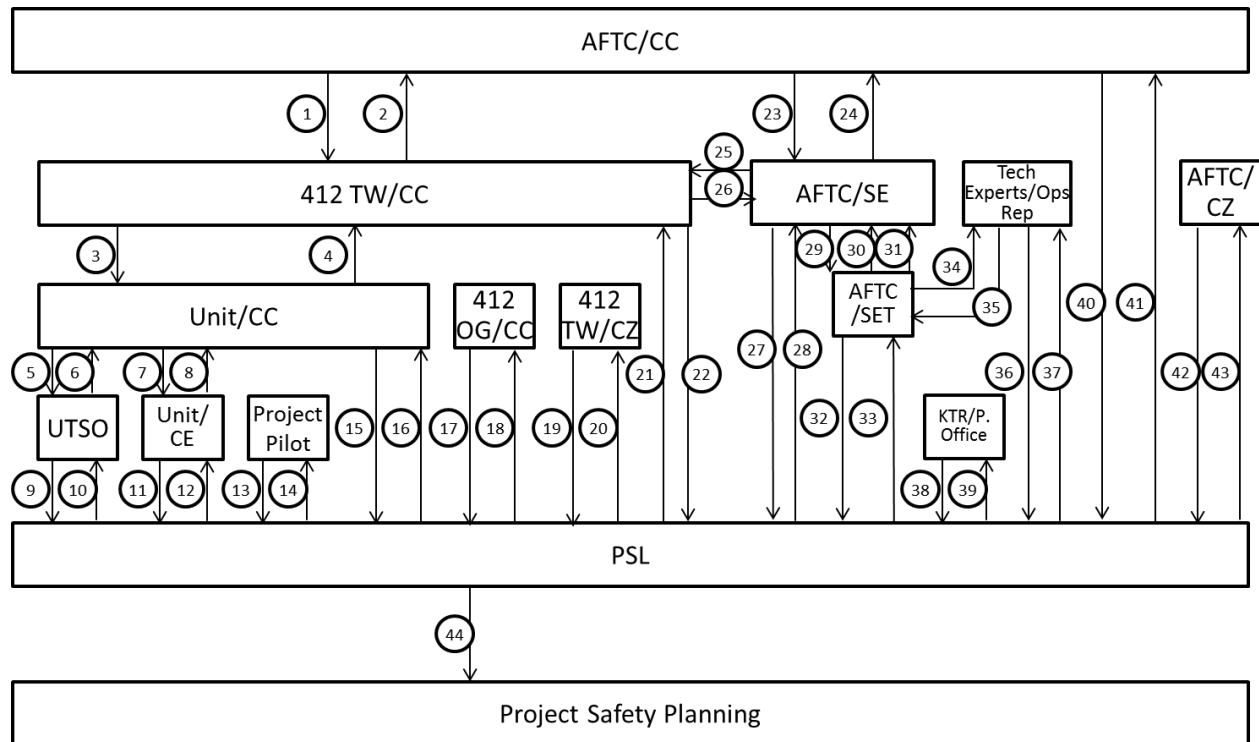 AFTC/CC
1
2
23
24
25
26
412 TW/CC
AFTC/SE
Tech
Experts/Ops
Rep
AFTC/
CZ
3
4
29
30
31
34
35
Unit/CC
412
OG/CC
412
TW/CZ
AFTC
/SET
40
41
5
6
7
8
21
22
27
28
36
37
42
43
UTSO
Unit/
CE
Project
Pilot
15
16
17
18
19
20
32
33
KTR/P.
Office
9
10
11
12
13
14
38
39
PSL
44
Project Safety Planning